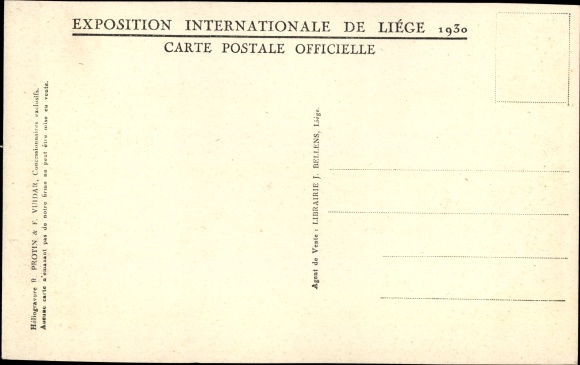 EXPOSITION INTERNATIONALE DE LIÉGE 1930
CARTE POSTALE OFFICIELLE
Héliogravure R. PROTIN & F. VUIDAR, Concessionnaires exclusifs.
Aucune carte n'émanant pas de notre firme ne peut être mise en vente.
Agent de Vente : LIBRAIRIE J. BELLENS, Liége.